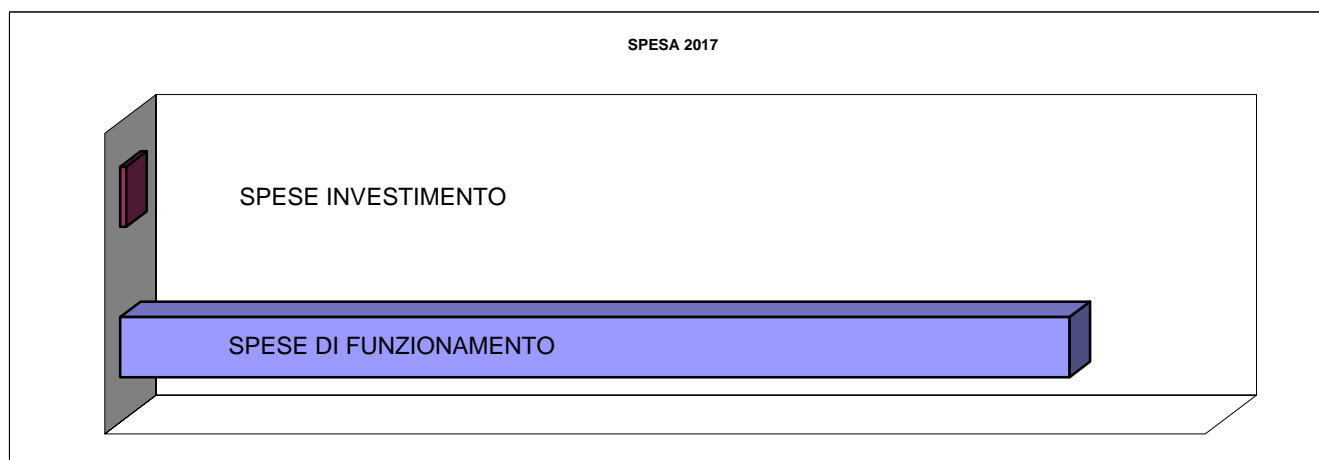 SPESA 2017
SPESE INVESTIMENTO
SPESE DI FUNZIONAMENTO